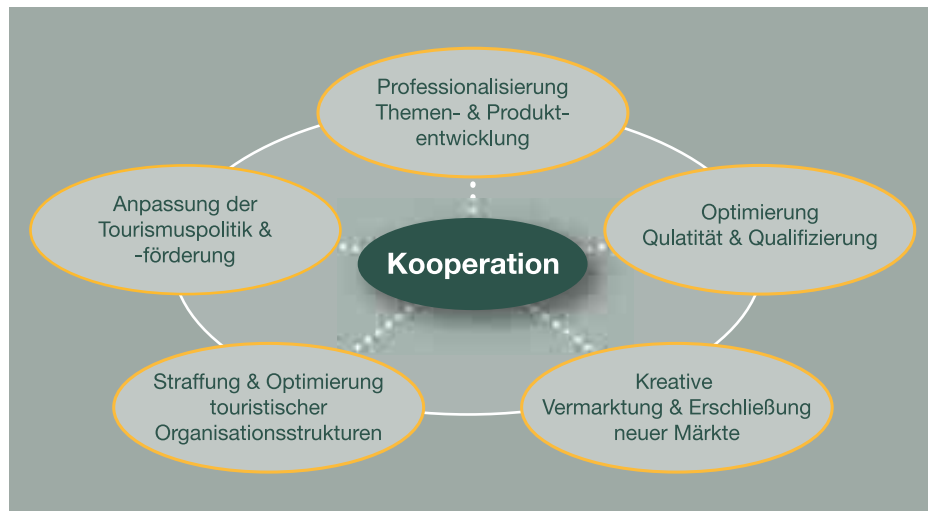 Professionalisierung
Themen- & Produkt-
entwicklung
Anpassung der
Tourismuspolitik &
-förderung
Optimierung
Qulatität & Qualifizierung
Kooperation
Straffung & Optimierung
touristischer
Organisationsstrukturen
Kreative
Vermarktung & Erschließung
neuer Märkte